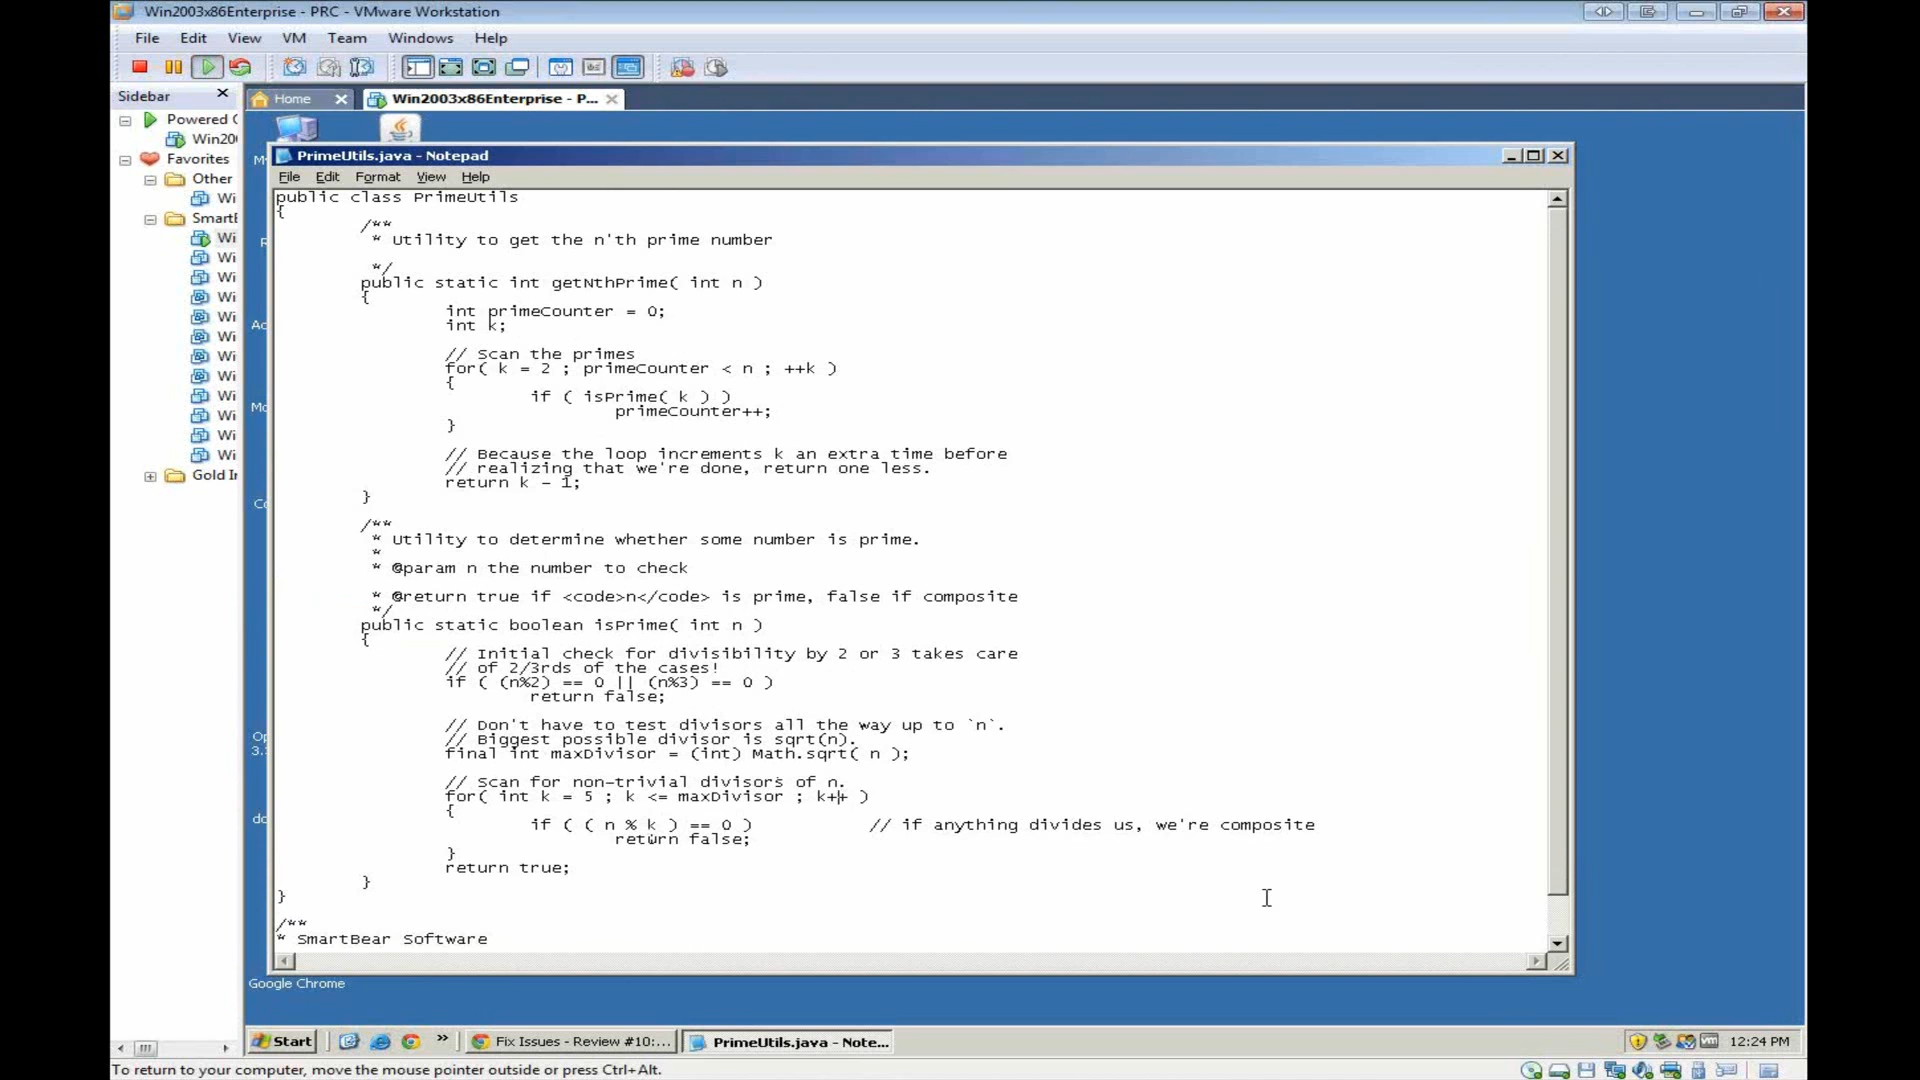 Win2003x86Enterprise - PRC - VMware Workstation
File Edit View VM Team Windows Help
Sidebar
Home
Win2003x86Enterprise - P...
Powered
Win20
Favorites
Other
Wi
SmartB
Wi
Wi
Wi
Wi
Wi
Wi
Wi
Wi
Wi
Wi
Wi
Wi
Gold
PrimeUtils.java - Notepad
File Edit Format View Help
public class PrimeUtils
{
/**
* Utility to get the n'th prime number
*/
public static int getNthPrime( int n )
{
int primeCounter = 0;
int k;
// Scan the primes
for( k = 2 ; primeCounter < n ; ++k )
{
if ( isPrime( k ) )
primeCounter++;
}
// Because the loop increments k an extra time before
// realizing that we're done, return one less.
return k - 1;
}
/**
* Utility to determine whether some number is prime.
*
* @param n the number to check
* @return true if <code>n</code> is prime, false if composite
*/
public static boolean isPrime( int n )
{
// Initial check for divisibility by 2 or 3 takes care
// of 2/3rds of the cases!
if ( (n%2) == 0 || (n%3) == 0 )
return false;
// Don't have to test divisors all the way up to `n`.
// Biggest possible divisor is sqrt(n).
final int maxDivisor = (int) Math.sqrt( n );
// Scan for non-trivial divisors of n.
for( int k = 5 ; k <= maxDivisor ; k++ )
{
if ( ( n % k ) == 0 ) // if anything divides us, we're composite
return false;
}
return true;
}
}
/**
* SmartBear Software
Google Chrome
Start
Fix Issues - Review #10:...
PrimeUtils.java - Note...
12:24 PM
To return to your computer, move the mouse pointer outside or press Ctrl+Alt.